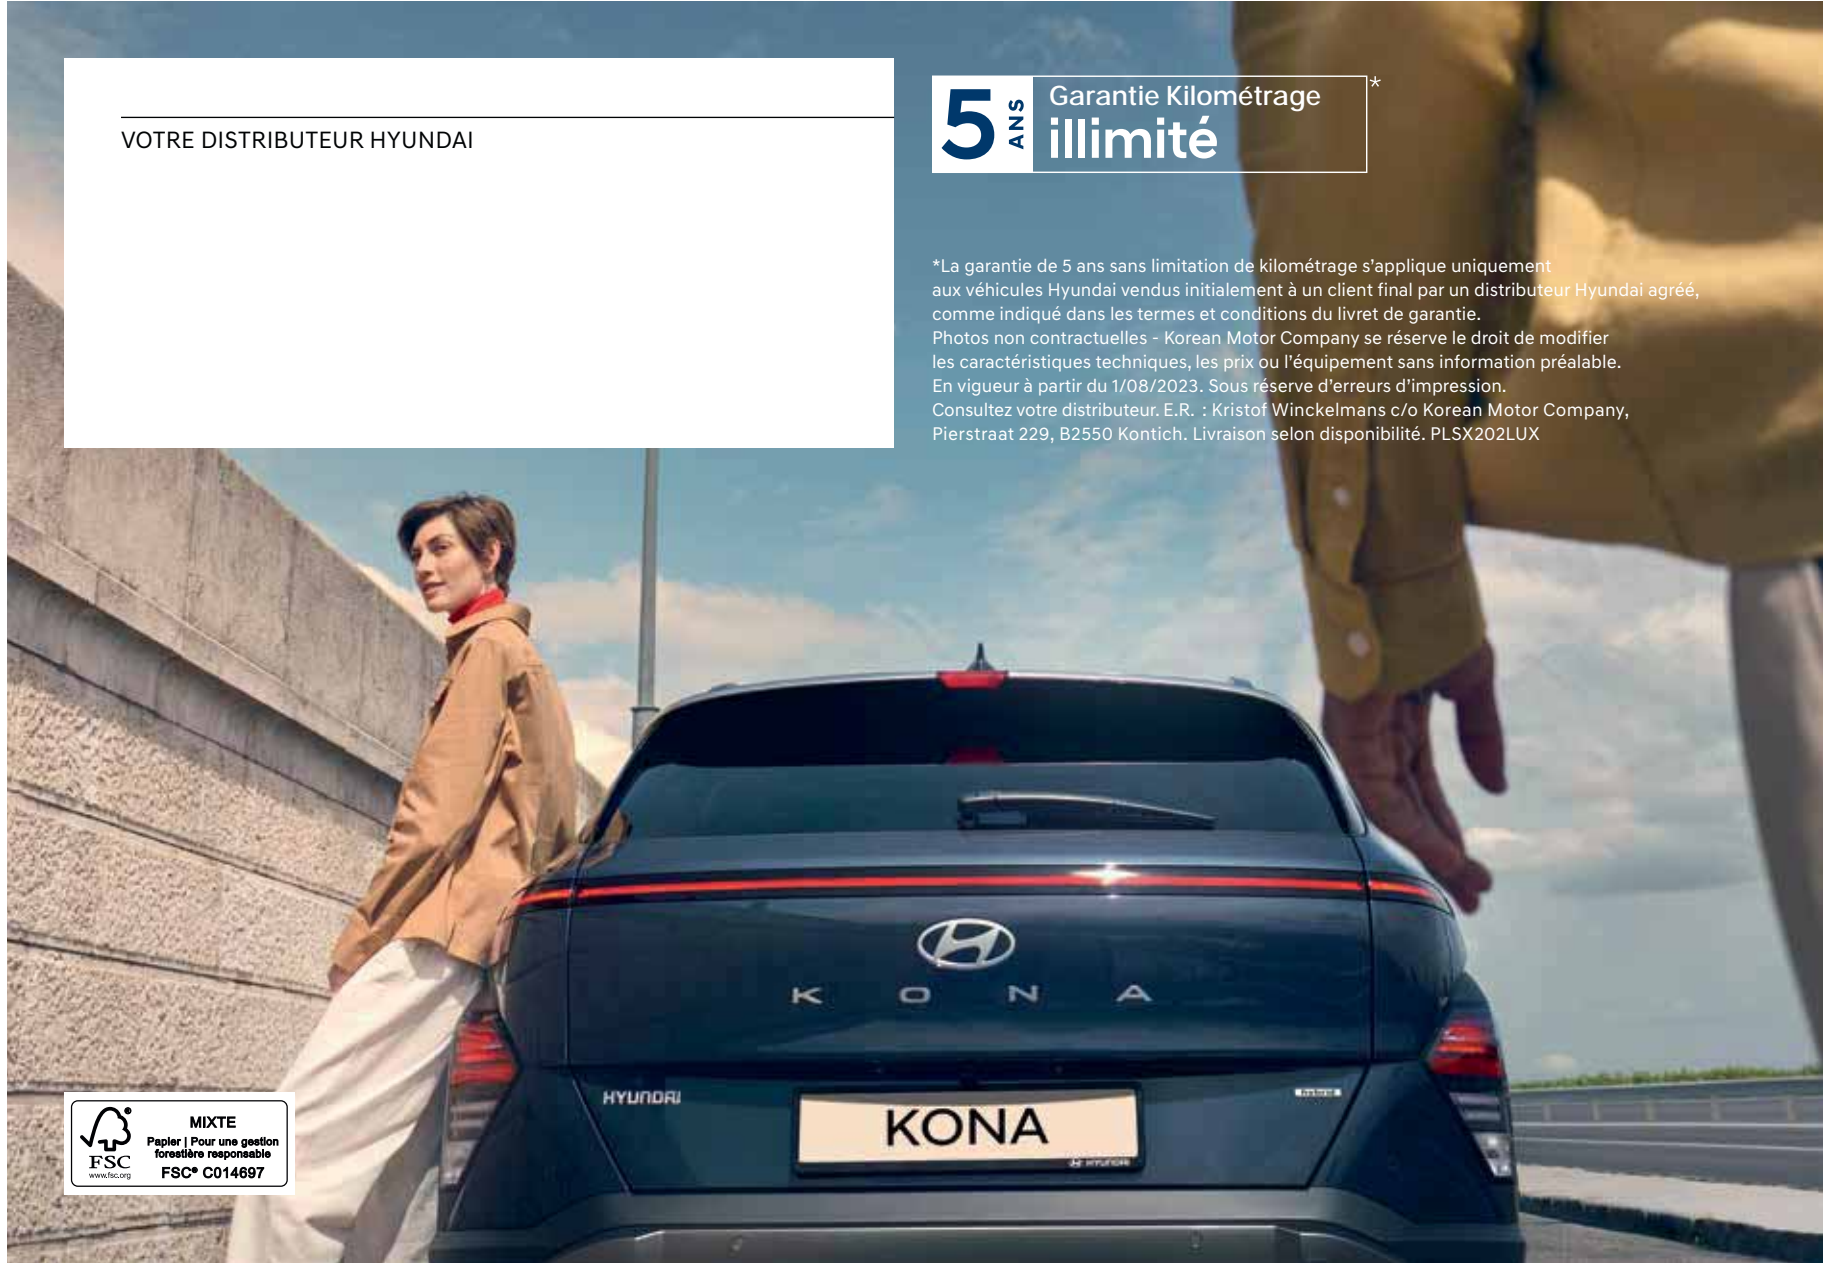 VOTRE DISTRIBUTEUR HYUNDAI
5 ANS
Garantie Kilométrage
illimité
*
*La garantie de 5 ans sans limitation de kilométrage s’applique uniquement
aux véhicules Hyundai vendus initialement à un client final par un distributeur Hyundai agréé,
comme indiqué dans les termes et conditions du livret de garantie.
Photos non contractuelles - Korean Motor Company se réserve le droit de modifier
les caractéristiques techniques, les prix ou l’équipement sans information préalable.
En vigueur à partir du 1/08/2023. Sous réserve d’erreurs d’impression.
Consultez votre distributeur. E.R. : Kristof Winckelmans c/o Korean Motor Company,
Pierstraat 229, B2550 Kontich. Livraison selon disponibilité. PLSX202LUX
KONA
HYUNDAI
hybrid
KONA
HYUNDAI
MIXTE
Papier | Pour une gestion
forestière responsable
FSC® C014697
FSC
www.fsc.org